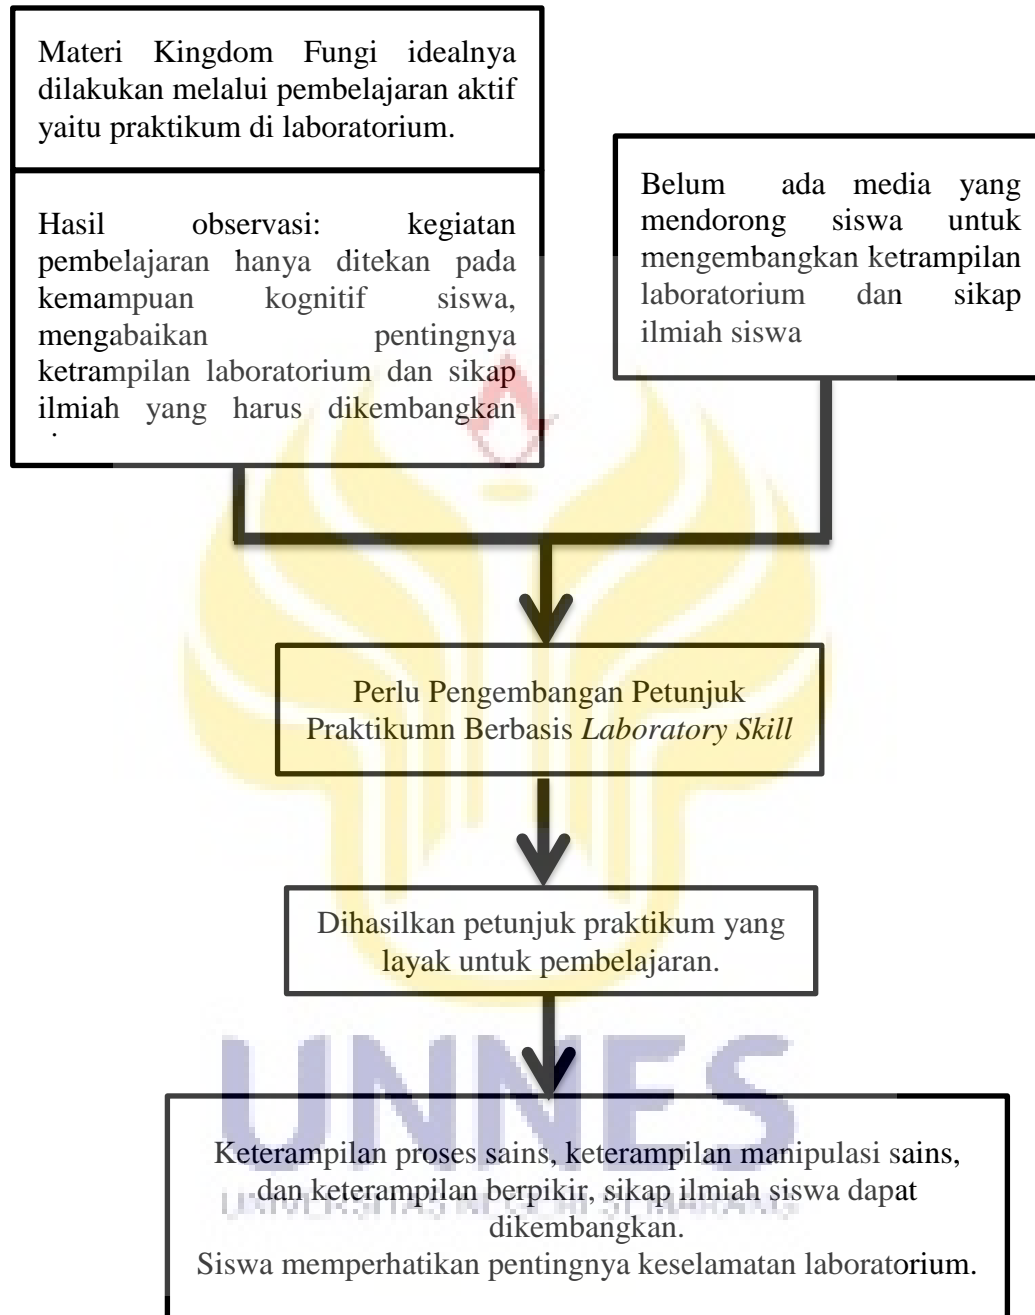 Materi Kingdom Fungi idealnya
dilakukan melalui pembelajaran aktif
yaitu praktikum di laboratorium.
Hasil observasi: kegiatan
pembelajaran hanya ditekan pada
kemampuan kognitif siswa,
mengabaikan pentingnya
ketrampilan laboratorium dan sikap
ilmiah yang harus dikembangkan
Belum ada media yang
mendorong siswa untuk
mengembangkan ketrampilan
laboratorium dan sikap
ilmiah siswa
Perlu Pengembangan Petunjuk
Praktikumn Berbasis Laboratory Skill
Dihasilkan petunjuk praktikum yang
layak untuk pembelajaran.
UNNES
Keterampilan proses sains, keterampilan manipulasi sains,
dan keterampilan berpikir, sikap ilmiah siswa dapat
UNIVERSITAS NEGERI SEMARANG
dikembangkan.
Siswa memperhatikan pentingnya keselamatan laboratorium.